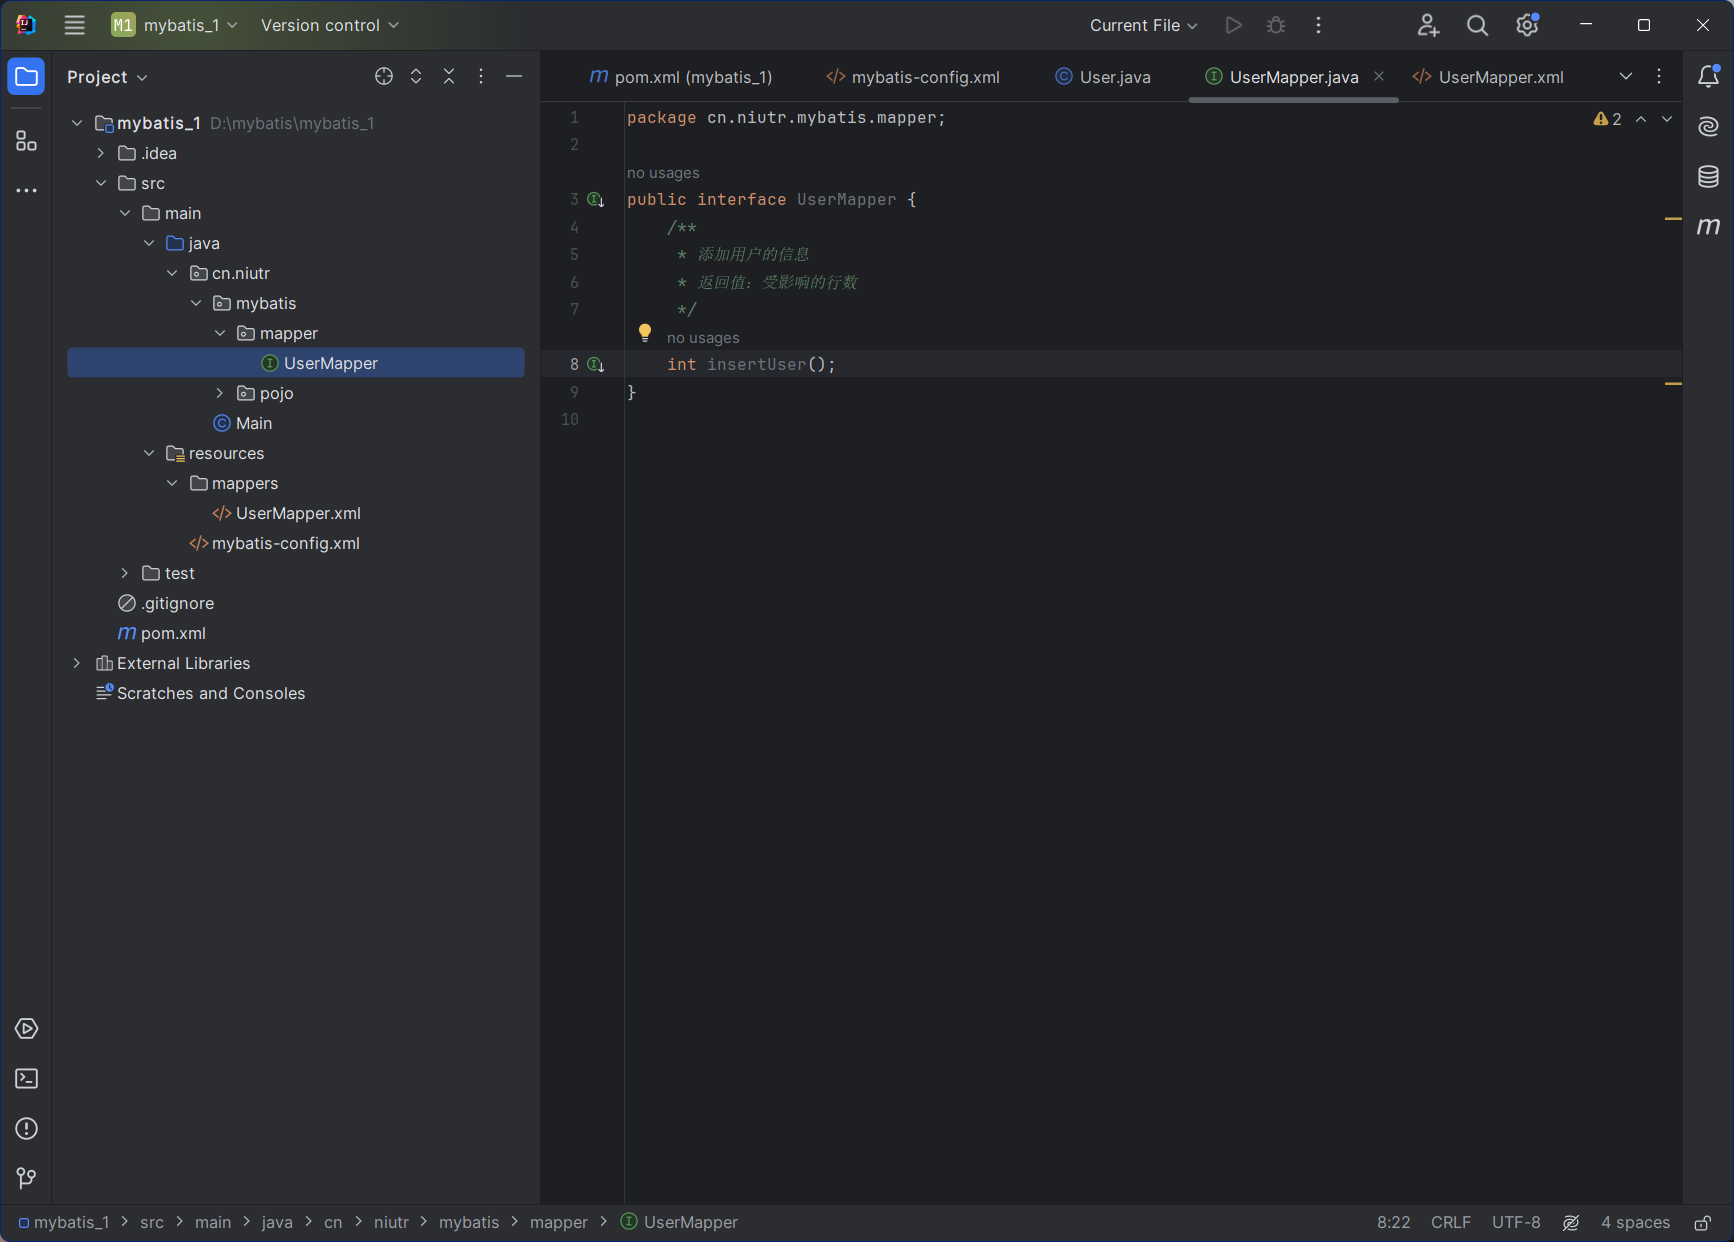 M1 mybatis_1 Version control Current File
Project
pom.xml (mybatis_1) mybatis-config.xml User.java UserMapper.java UserMapper.xml
mybatis_1 D:\mybatis\mybatis_1
.idea
src
main
java
cn.niutr
mybatis
mapper
UserMapper
pojo
Main
resources
mappers
UserMapper.xml
mybatis-config.xml
test
.gitignore
pom.xml
External Libraries
Scratches and Consoles
1 package cn.niutr.mybatis.mapper;
2
2
no usages
3 public interface UserMapper {
4 /**
5 * 添加用户的信息
6 * 返回值：受影响的行数
7 */
no usages
8 int insertUser();
9 }
10
mybatis_1 > src > main > java > cn > niutr > mybatis > mapper > UserMapper
8:22 CRLF UTF-8 4 spaces